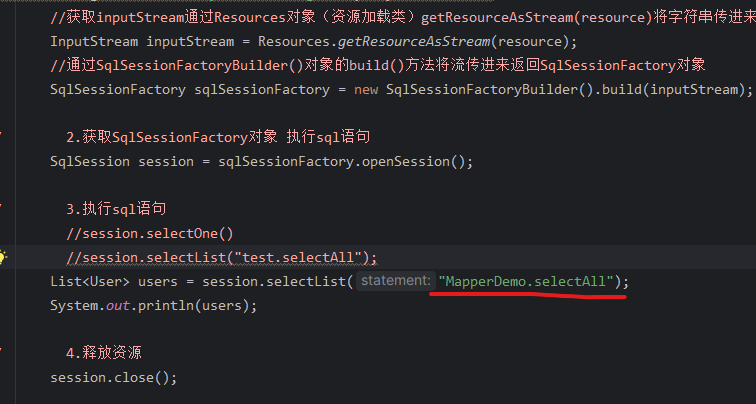 //获取inputStream通过Resources对象（资源加载类）getResourceAsStream(resource)将字符串传进来
InputStream inputStream = Resources.getResourceAsStream(resource);
//通过SqlSessionFactoryBuilder()对象的build()方法将流传进来返回SqlSessionFactory对象
SqlSessionFactory sqlSessionFactory = new SqlSessionFactoryBuilder().build(inputStream);
2.获取SqlSessionFactory对象 执行sql语句
SqlSession session = sqlSessionFactory.openSession();
3.执行sql语句
//session.selectOne()
//session.selectList("test.selectAll");
List<User> users = session.selectList( statement: "MapperDemo.selectAll");
System.out.println(users);
4.释放资源
session.close();